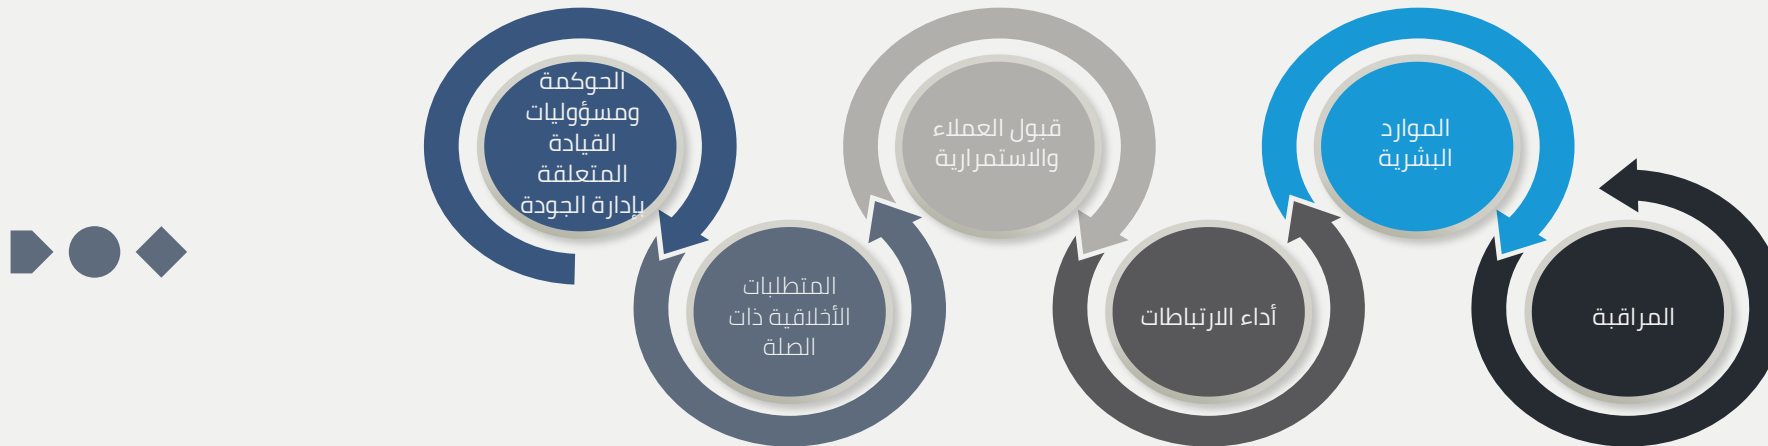 الحوكمة
ومسؤوليات
القيادة
المتعلقة
بإدارة الجودة
المتطلبات
الأخلاقية ذات
الصلة
قبول العملاء
والاستمرارية
أداء الارتباطات
الموارد
البشرية
المراقبة